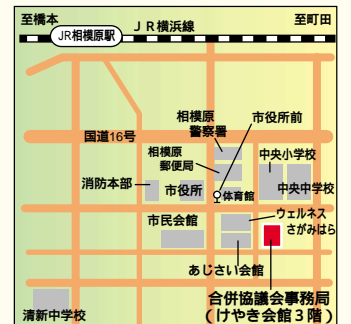 至橋本
ＪＲ横浜線
至町田
JR相模原駅
相模原
警察署
市役所前
国道16号
相模原
郵便局
中央小学校
消防本部
市役所
体育館
中央中学校
市民会館
ウェルネス
さがみはら
あじさい会館
合併協議会事務局
（けやき会館３階）
清新中学校